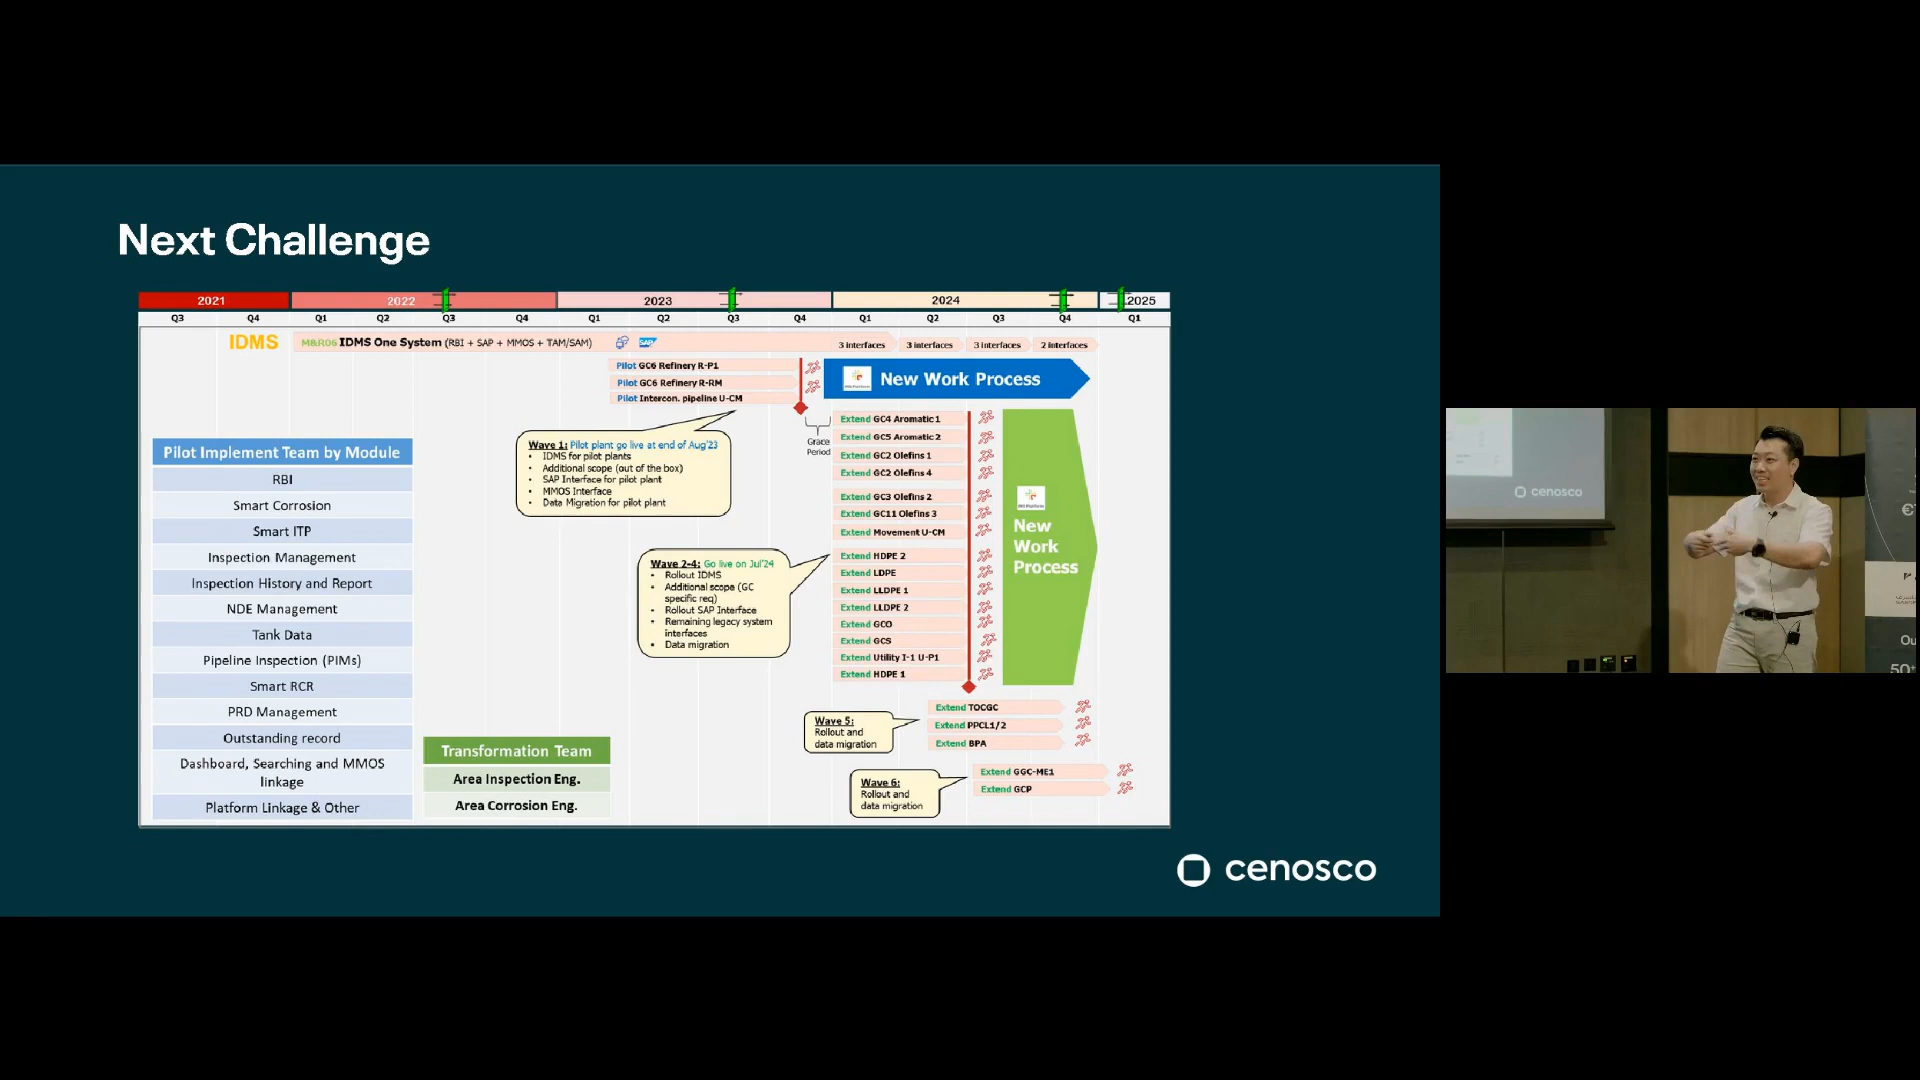 Next Challenge
2021 2022 2023 2024 2025
Q3 Q4 Q1 Q2 Q3 Q4 Q1 Q2 Q3 Q4 Q1 Q2 Q3 Q4 Q1
IDMS
M&R06 IDMS One System (RBI + SAP + MMOS + TAM/SAM)
SAP
3 interfaces 3 interfaces 3 interfaces 2 interfaces
Pilot GC6 Refinery R-P1
Pilot GC6 Refinery R-RM
Pilot Intercon. pipeline U-CM
New Work Process
Grace
Period
Wave 1: Pilot plant go live at end of Aug'23
• IDMS for pilot plants
• Additional scope (out of the box)
• SAP Interface for pilot plant
• MMOS Interface
• Data Migration for pilot plant
Extend GC4 Aromatic 1
Extend GC5 Aromatic 2
Extend GC2 Olefins 1
Extend GC2 Olefins 4
Extend GC3 Olefins 2
Extend GC11 Olefins 3
Extend Movement U-CM
Extend HDPE 2
Extend LDPE
Extend LLDPE 1
Extend LLDPE 2
Extend GCO
Extend GCS
Extend Utility I-1 U-P1
Extend HDPE 1
New
Work
Process
Wave 2-4: Go live on Jul'24
• Rollout IDMS
• Additional scope (GC
specific req)
• Rollout SAP Interface
• Remaining legacy system
interfaces
• Data migration
Wave 5:
Rollout and
data migration
Extend TOCGC
Extend PPCL1/2
Extend BPA
Wave 6:
Rollout and
data migration
Extend GGC-ME1
Extend GCP
Pilot Implement Team by Module
RBI
Smart Corrosion
Smart ITP
Inspection Management
Inspection History and Report
NDE Management
Tank Data
Pipeline Inspection (PIMs)
Smart RCR
PRD Management
Outstanding record
Dashboard, Searching and MMOS
linkage
Platform Linkage & Other
Transformation Team
Area Inspection Eng.
Area Corrosion Eng.
cenosco
cenosco
Ou
50+